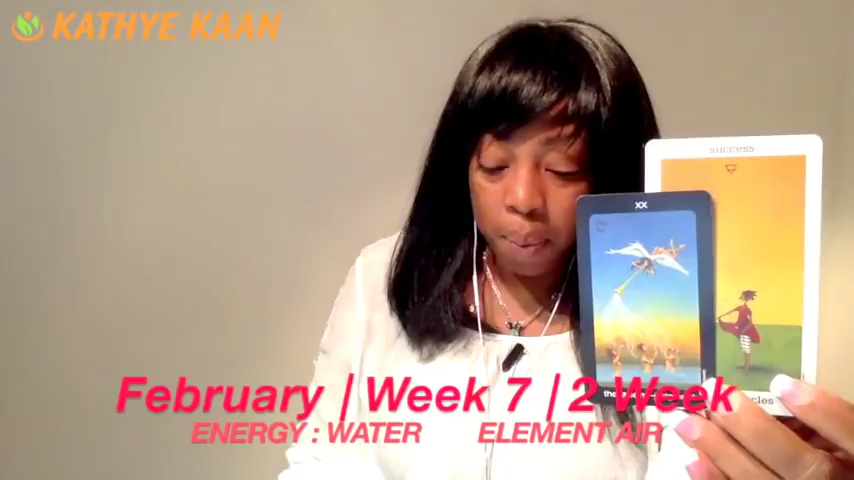 KATHYE KAAN
success
XX
February | Week 7 | 2 Week
ENERGY : WATER ELEMENT AIR